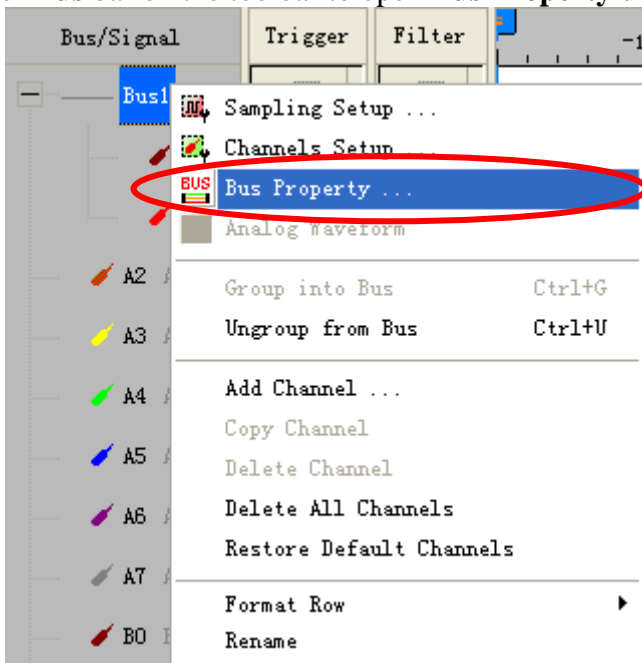 Bus/Signal Trigger Filter -1
Bus1
Sampling Setup ...
Channels Setup ...
BUS Bus Property ...
Analog Waveform
A2 A
Group into Bus Ctrl+G
A3 A
Ungroup from Bus Ctrl+U
A4 A
Add Channel ...
Copy Channel
A5 A
Delete Channel
A6 A
Delete All Channels
Restore Default Channels
A7 A
Format Row
B0 B
Rename